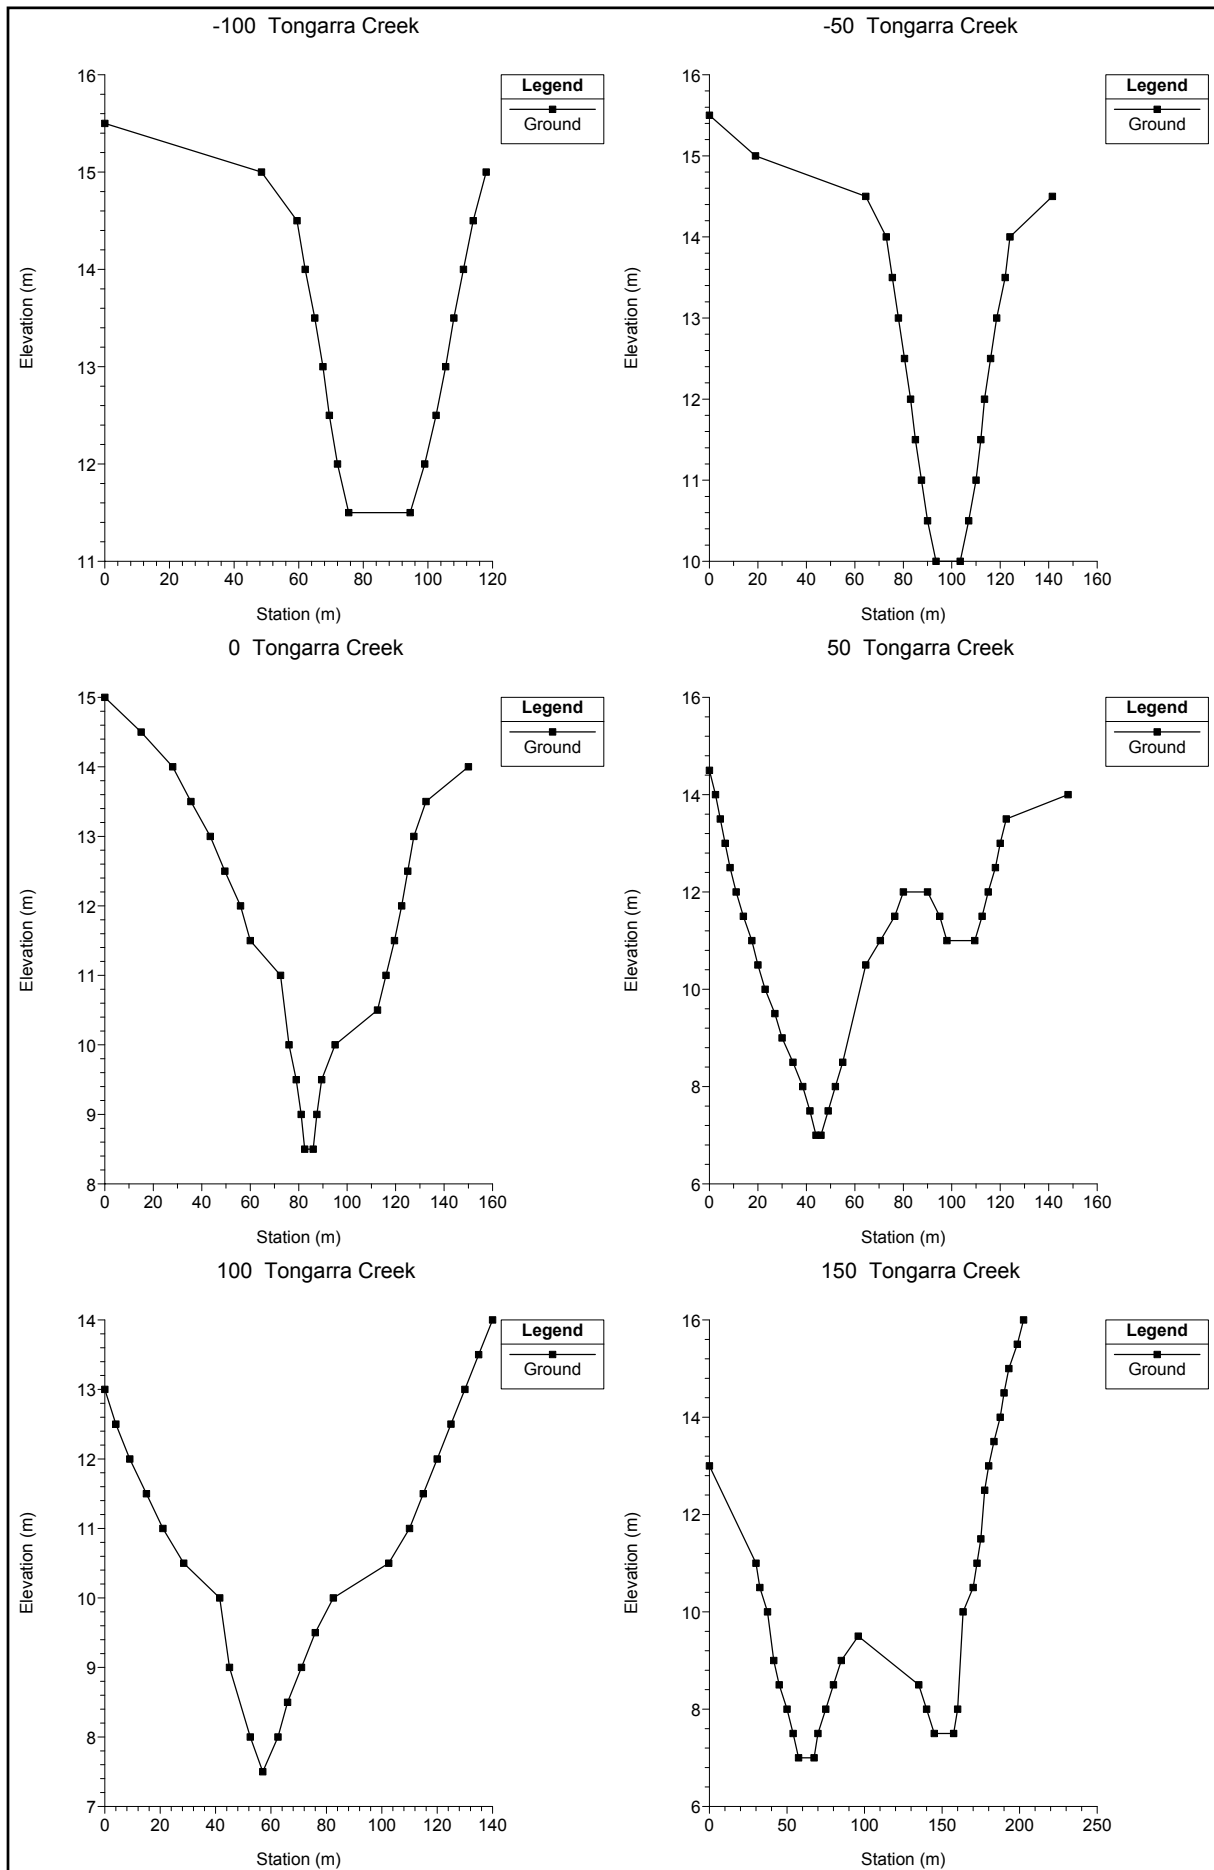 -100 Tongarra Creek
Legend
Ground
Elevation (m)
16
15
14
13
12
11
0 20 40 60 80 100 120
Station (m)
-50 Tongarra Creek
Legend
Ground
Elevation (m)
16
15
14
13
12
11
10
0 20 40 60 80 100 120 140 160
Station (m)
0 Tongarra Creek
Legend
Ground
Elevation (m)
15
14
13
12
11
10
9
8
0 20 40 60 80 100 120 140 160
Station (m)
50 Tongarra Creek
Legend
Ground
Elevation (m)
16
14
12
10
8
6
0 20 40 60 80 100 120 140 160
Station (m)
100 Tongarra Creek
Legend
Ground
Elevation (m)
14
13
12
11
10
9
8
7
0 20 40 60 80 100 120 140
Station (m)
150 Tongarra Creek
Legend
Ground
Elevation (m)
16
14
12
10
8
6
0 50 100 150 200 250
Station (m)